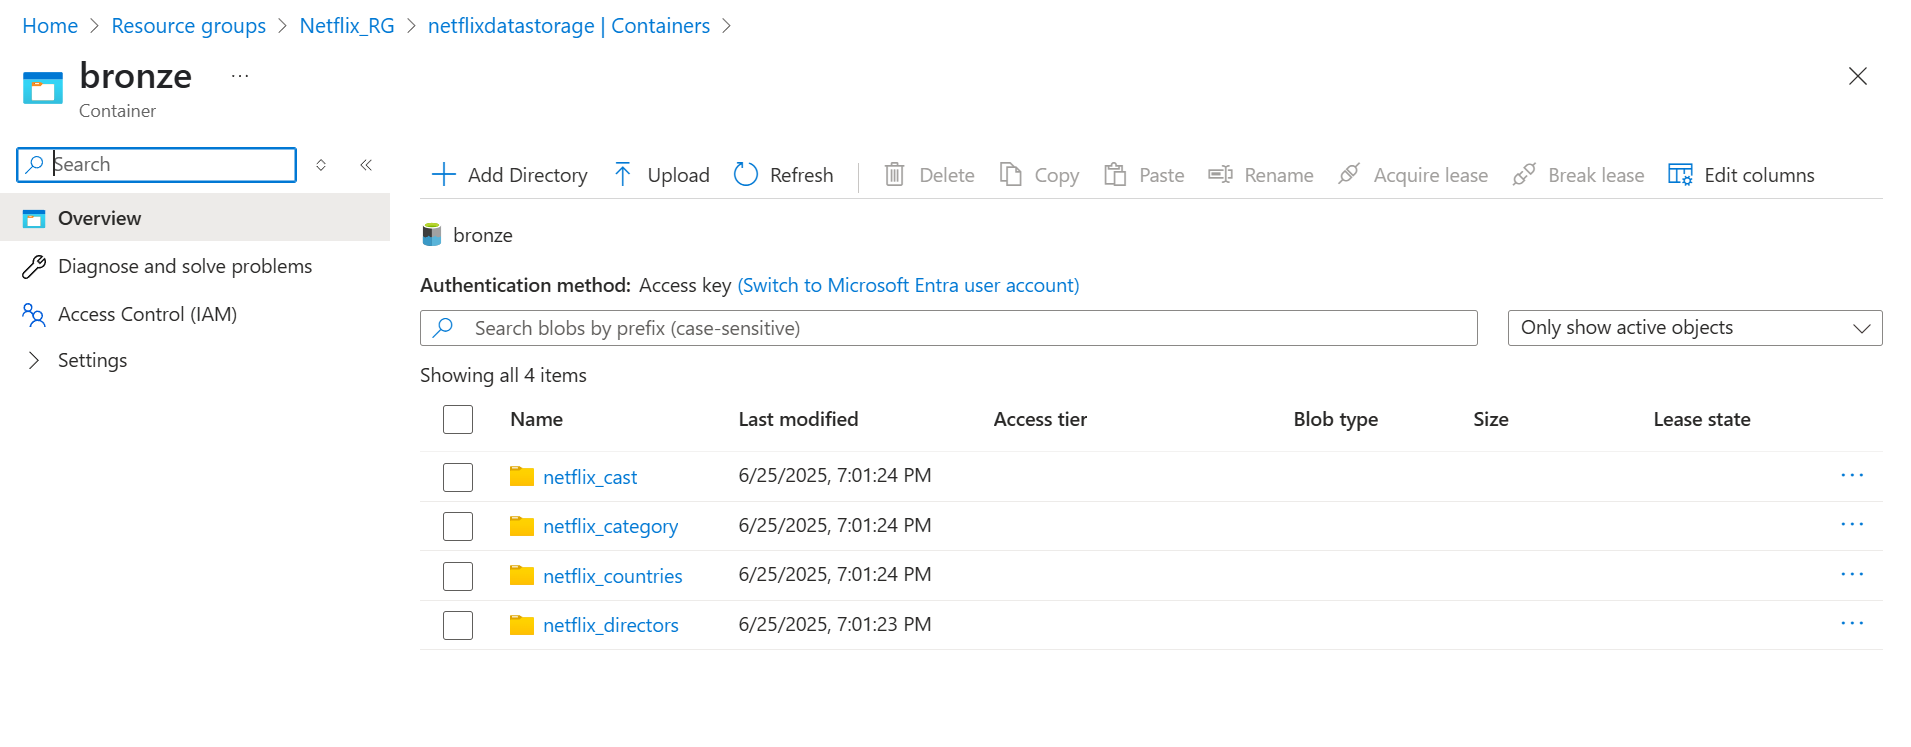 Home > Resource groups > Netflix_RG > netflixdatastorage | Containers >
bronze ...
Container
Search
Overview
Diagnose and solve problems
Access Control (IAM)
Settings
Add Directory Upload Refresh Delete Copy Paste Rename Acquire lease Break lease Edit columns
bronze
Authentication method: Access key (Switch to Microsoft Entra user account)
Search blobs by prefix (case-sensitive) Only show active objects
Showing all 4 items
Name Last modified Access tier Blob type Size Lease state
netflix_cast 6/25/2025, 7:01:24 PM ...
netflix_category 6/25/2025, 7:01:24 PM ...
netflix_countries 6/25/2025, 7:01:24 PM ...
netflix_directors 6/25/2025, 7:01:23 PM ...